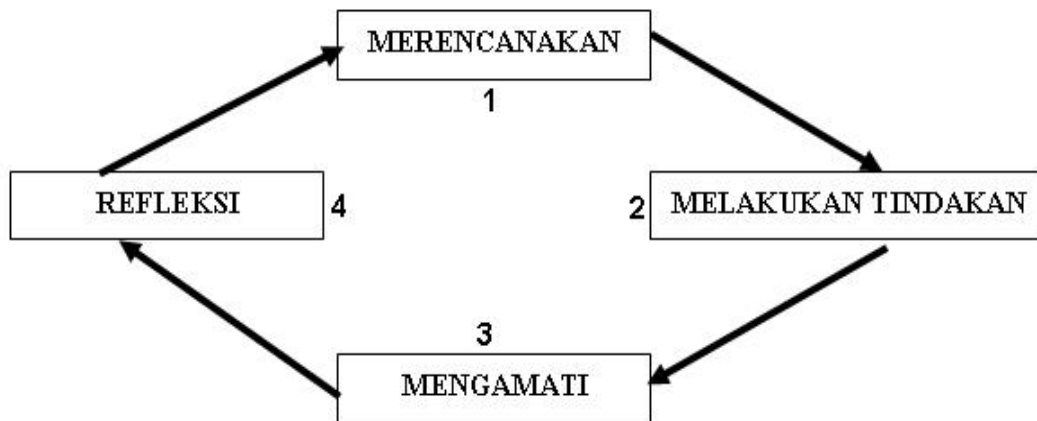 MERENCANAKAN
1
REFLEKSI
4
2
MELAKUKAN TINDAKAN
3
MENGAMATI